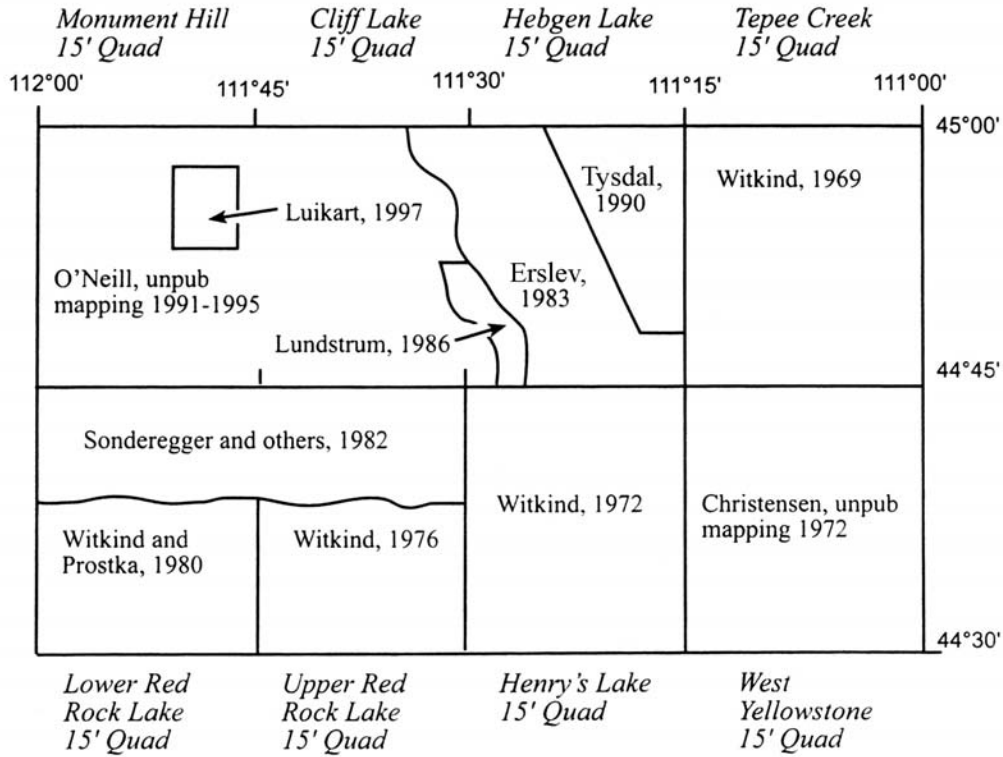 Monument Hill
15' Quad
Cliff Lake
15' Quad
Hebgen Lake
15' Quad
Tepee Creek
15' Quad
112°00'
111°45'
111°30'
111°15'
111°00'
45°00'
Tysdal,
1990
Witkind, 1969
Luikart, 1997
O'Neill, unpub
mapping 1991-1995
Erslev,
1983
Lundstrum, 1986
44°45'
Sonderegger and others, 1982
Witkind, 1972
Christensen, unpub
mapping 1972
Witkind and
Prostka, 1980
Witkind, 1976
44°30'
Lower Red
Rock Lake
15' Quad
Upper Red
Rock Lake
15' Quad
Henry's Lake
15' Quad
West
Yellowstone
15' Quad